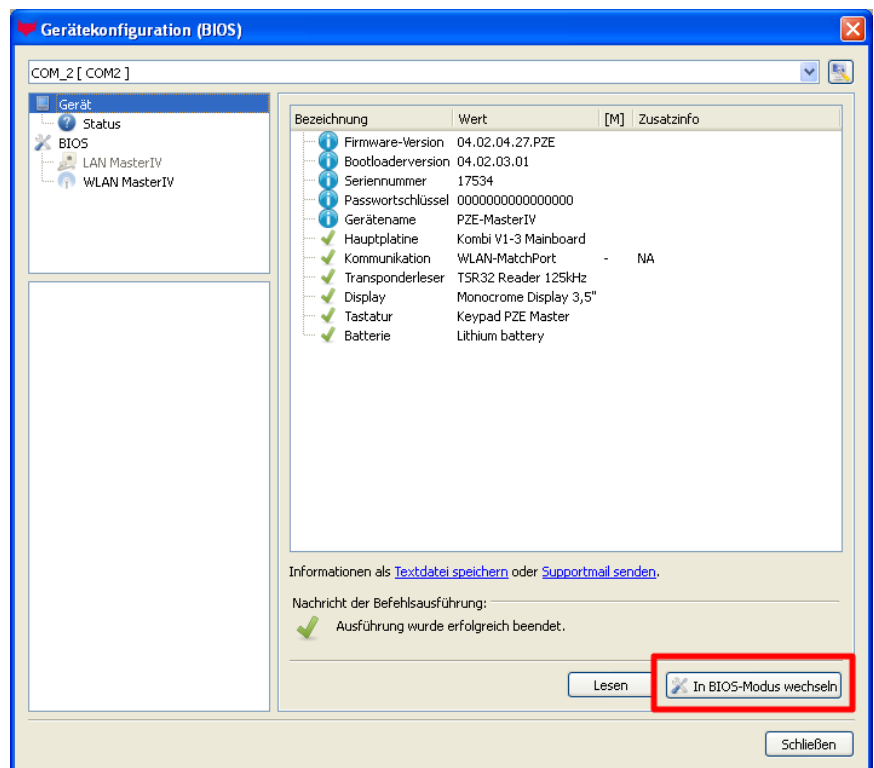 Gerätekonfiguration (BIOS)
COM_2 [ COM2 ]
Gerät
Status
BIOS
LAN MasterIV
WLAN MasterIV
Bezeichnung Wert [M] Zusatzinfo
Firmware-Version 04.02.04.27.PZE
Bootloaderversion 04.02.03.01
Seriennummer 17534
Passwortschlüssel 0000000000000000
Gerätename PZE-MasterIV
Hauptplatine Kombi V1-3 Mainboard
Kommunikation WLAN-MatchPort - NA
Transponderleser TSR32 Reader 125kHz
Display Monocrome Display 3,5"
Tastatur Keypad PZE Master
Batterie Lithium battery
Informationen als Textdatei speichern oder Supportmail senden.
Nachricht der Befehlsausführung:
Ausführung wurde erfolgreich beendet.
Lesen In BIOS-Modus wechseln
Schließen